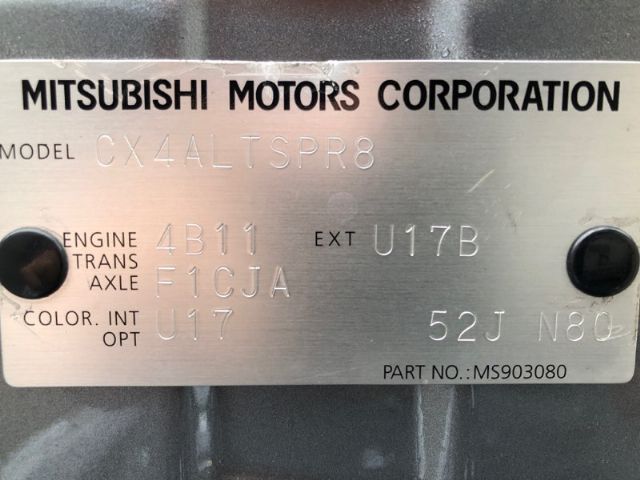 MITSUBISHI MOTORS CORPORATION
MODEL CX4ALTSPR8
ENGINE 4B11 EXT U17B
TRANS AXLE F1CJA
COLOR. INT OPT U17 52J N80
PART NO.: MS903080